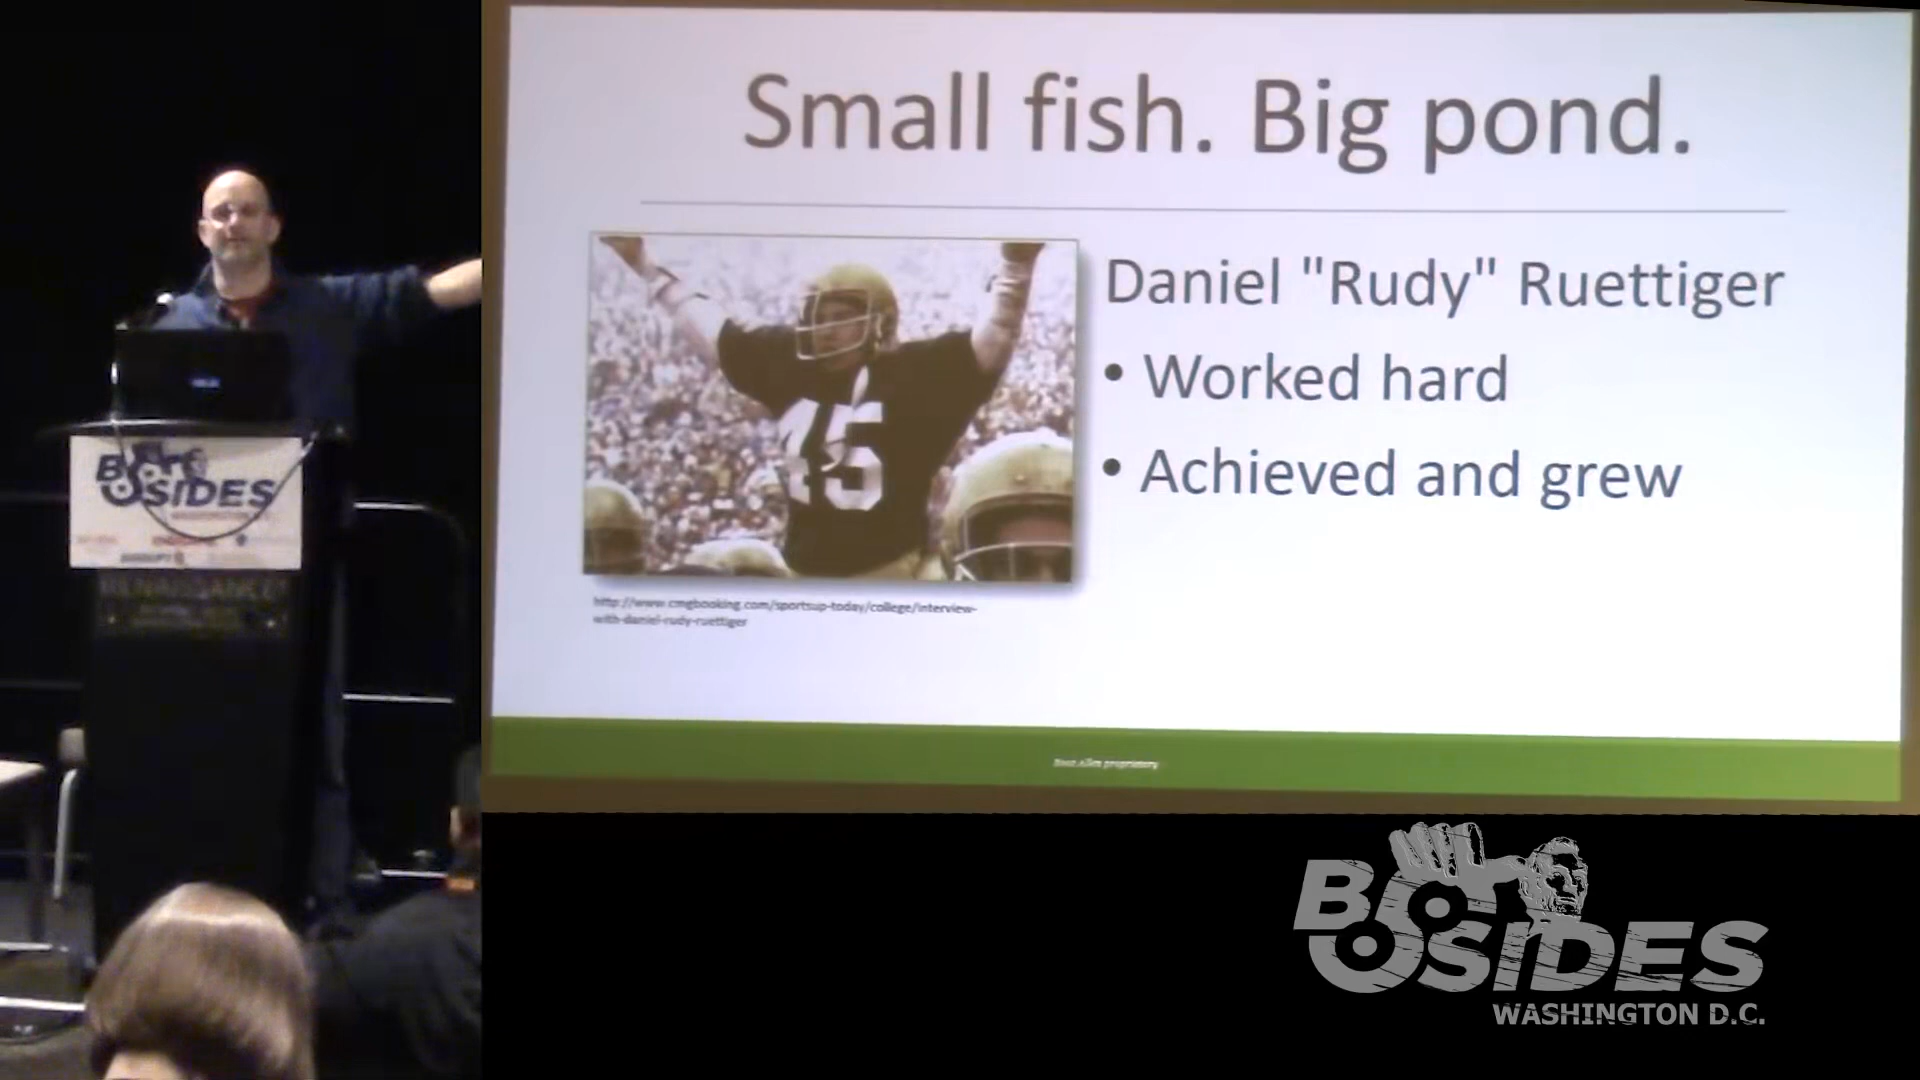 Small fish. Big pond.
Daniel "Rudy" Ruettiger
• Worked hard
• Achieved and grew
45
http://www.cmgbooking.com/sportsup-today/college/interview-
with-daniel-rudy-ruettiger
Booz Allen proprietary
BSIDES
RENAISSANCE
BSIDES
WASHINGTON D.C.